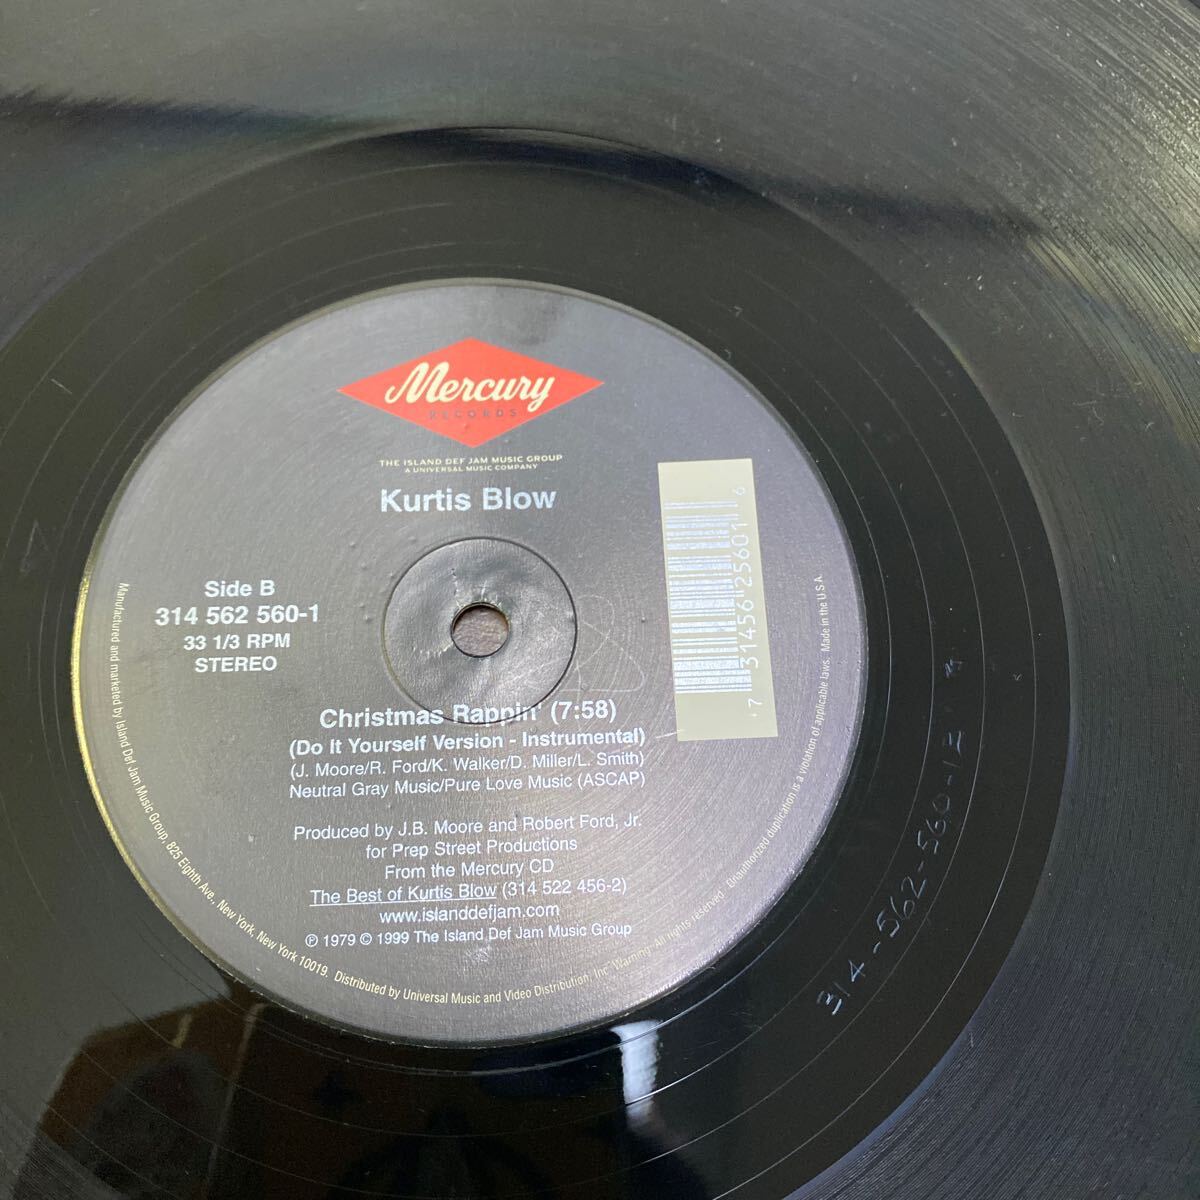 Mercury
RECORDS
THE ISLAND DEF JAM MUSIC GROUP
A UNIVERSAL MUSIC COMPANY
Kurtis Blow
Side B
314 562 560-1
33 1/3 RPM
STEREO
7 31456 25601 6
Christmas Rappin' (7:58)
(Do It Yourself Version - Instrumental)
(J. Moore/R. Ford/K. Walker/D. Miller/L. Smith)
Neutral Gray Music/Pure Love Music (ASCAP)
Produced by J.B. Moore and Robert Ford, Jr.
for Prep Street Productions
From the Mercury CD
The Best of Kurtis Blow (314 522 456-2)
www.islanddefjam.com
℗ 1979 © 1999 The Island Def Jam Music Group
Manufactured and marketed by Island Def Jam Music Group, 825 Eighth Ave., New York, New York 10019. Distributed by Universal Music and Video Distribution, Inc. Warning: All rights reserved. Unauthorized duplication is a violation of applicable laws. Made in the U.S.A.
314-562-560-1